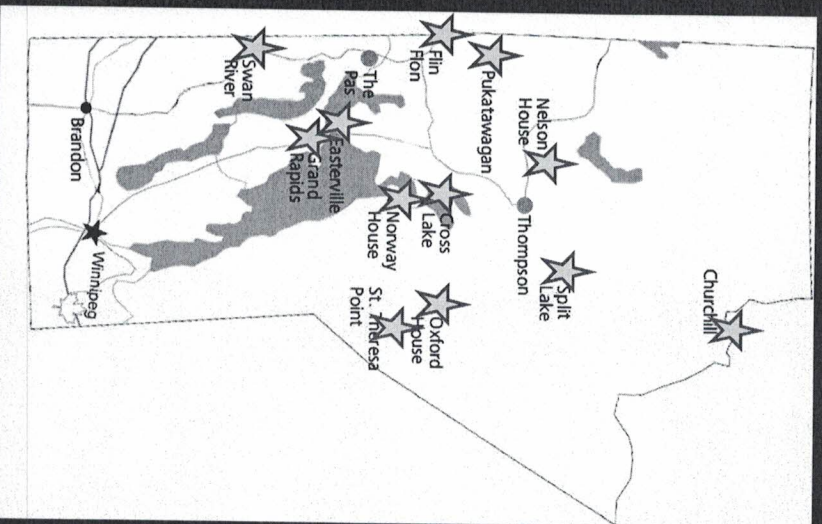 Churchill
Pukatawagan
Flin
Flon
Nelson
House
Thompson
Split
Lake
The
Pas
Cross
Lake
Norway
House
Oxford
House
St. Theresa
Point
Swan
River
Easterville
Grand
Rapids
Brandon
Winnipeg